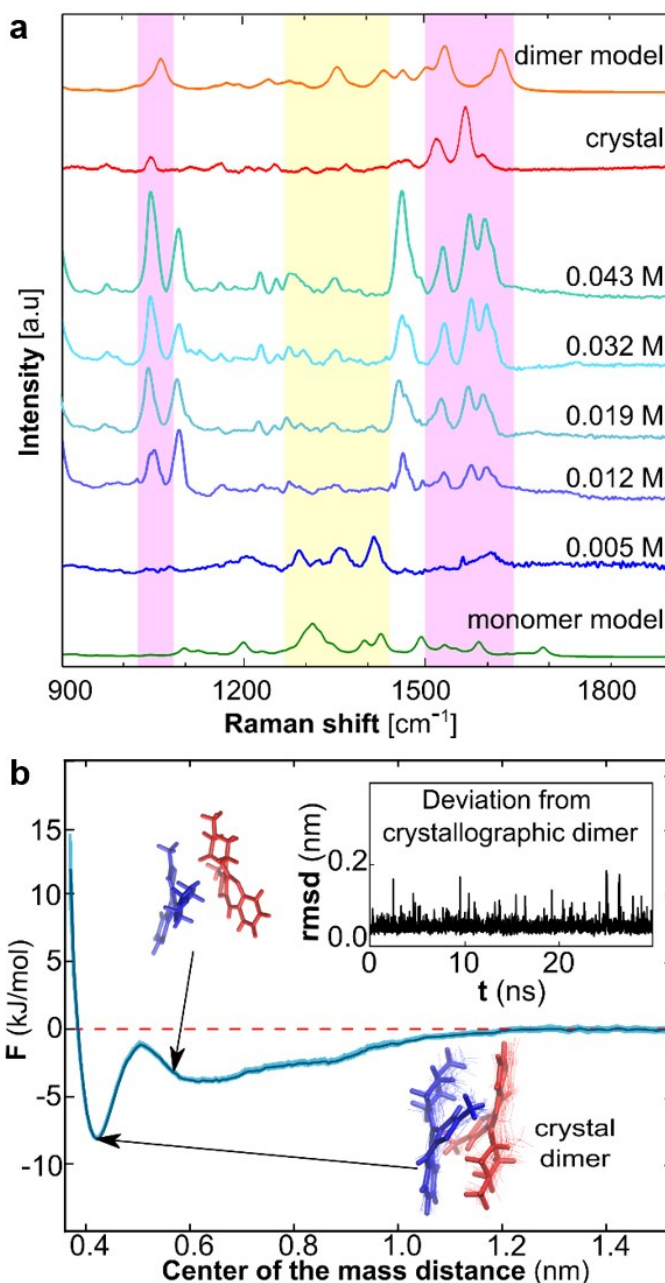 a
dimer model
crystal
0.043 M
0.032 M
0.019 M
0.012 M
0.005 M
monomer model
Intensity [a.u]
900 1200 1500 1800
Raman shift [cm⁻¹]
b
15
10
5
0
-5
-10
F (kJ/mol)
Deviation from
crystallographic dimer
rmsd (nm)
0.2
0.0
0 10 20
t (ns)
crystal
dimer
0.4 0.6 0.8 1.0 1.2 1.4
Center of the mass distance (nm)